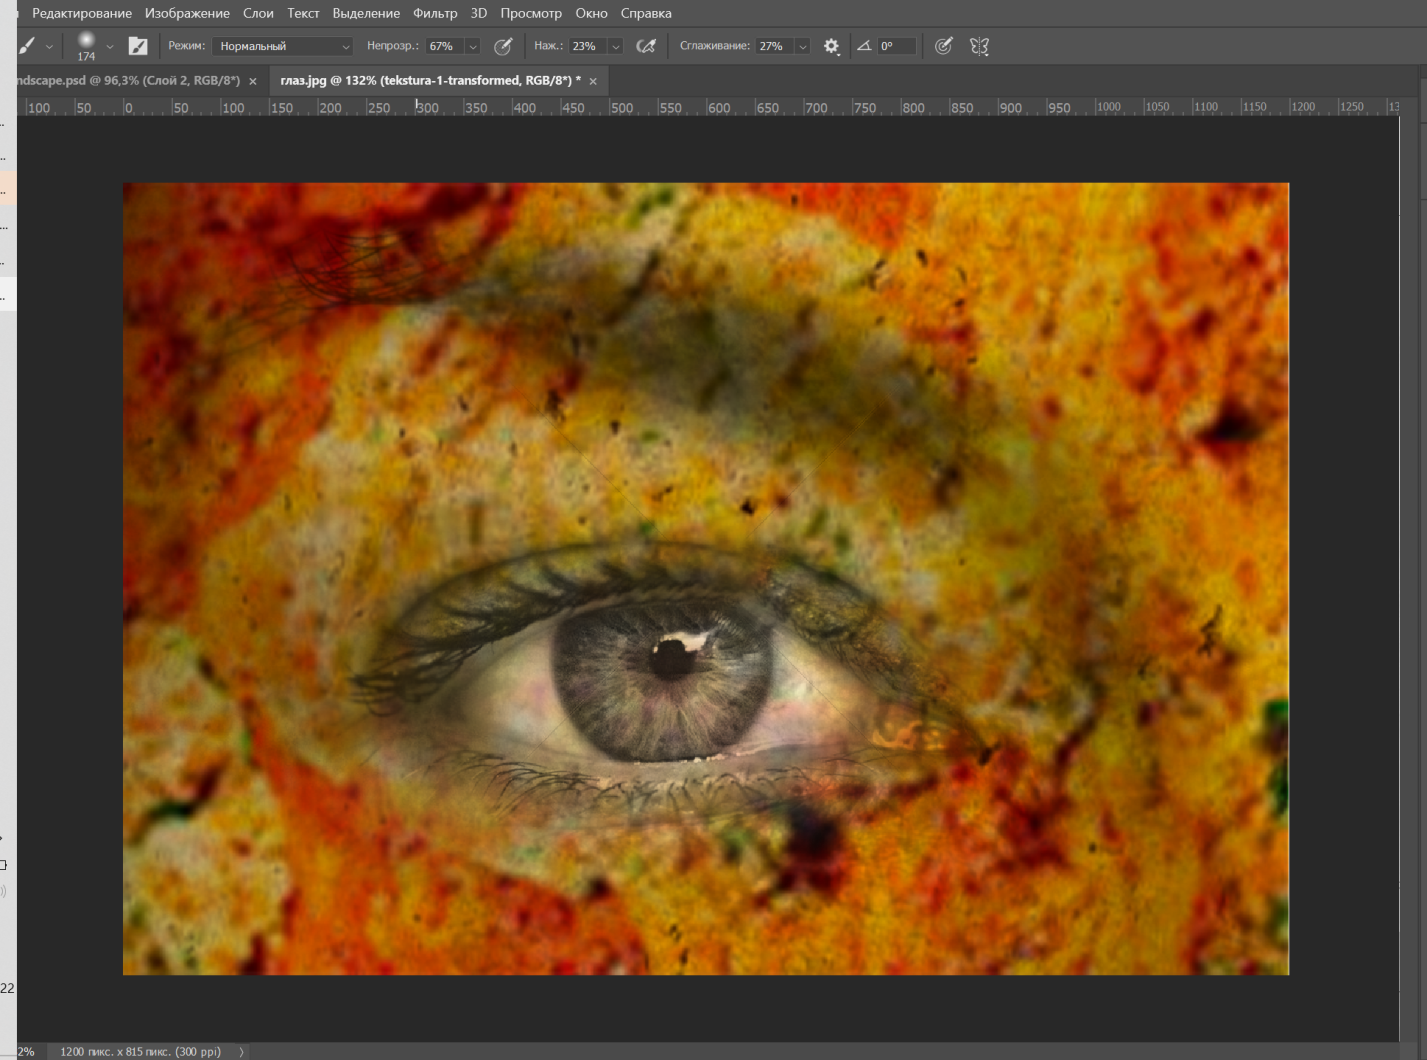 Редактирование Изображение Слои Текст Выделение Фильтр 3D Просмотр Окно Справка
174 Режим: Нормальный Непрозр.: 67% Наж.: 23% Сглаживание: 27% 0°
ndscape.psd @ 96,3% (Слой 2, RGB/8*) × глаз.jpg @ 132% (tekstura-1-transformed, RGB/8*) * ×
100 50 0 50 100 150 200 250 300 350 400 450 500 550 600 650 700 750 800 850 900 950 1000 1050 1100 1150 1200 1250 13
22
2% 1200 пикс. x 815 пикс. (300 ppi)